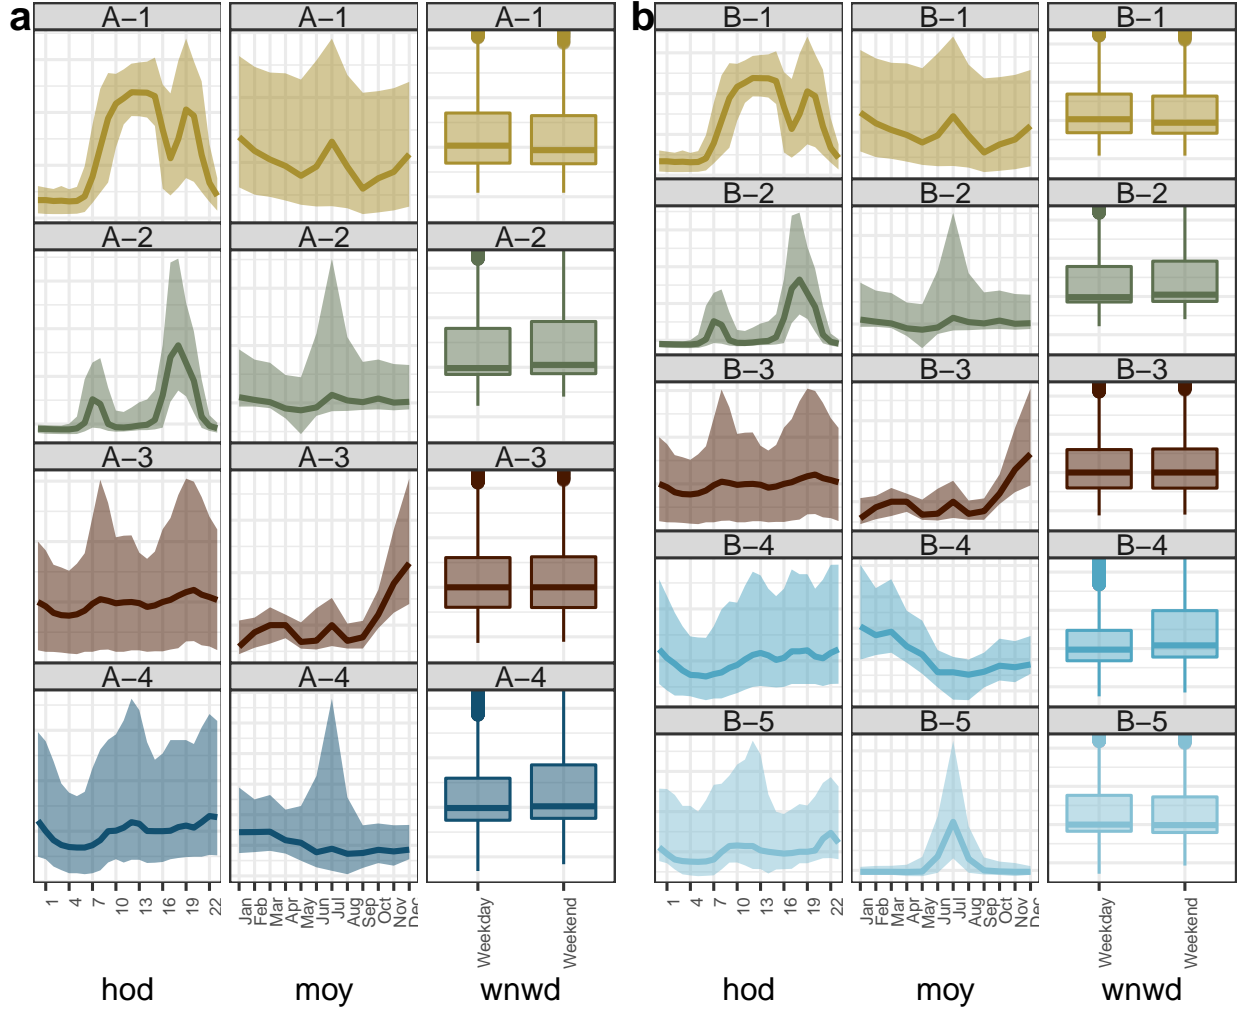 a
A−1 A−1 A−1
A−2 A−2 A−2
A−3 A−3 A−3
A−4 A−4 A−4
1 4 7 10 13 16 19 22
Jan Feb Mar Apr May Jun Jul Aug Sep Oct Nov Dec
Weekday Weekend
hod moy wnwd
b
B−1 B−1 B−1
B−2 B−2 B−2
B−3 B−3 B−3
B−4 B−4 B−4
B−5 B−5 B−5
1 4 7 10 13 16 19 22
Jan Feb Mar Apr May Jun Jul Aug Sep Oct Nov Dec
Weekday Weekend
hod moy wnwd